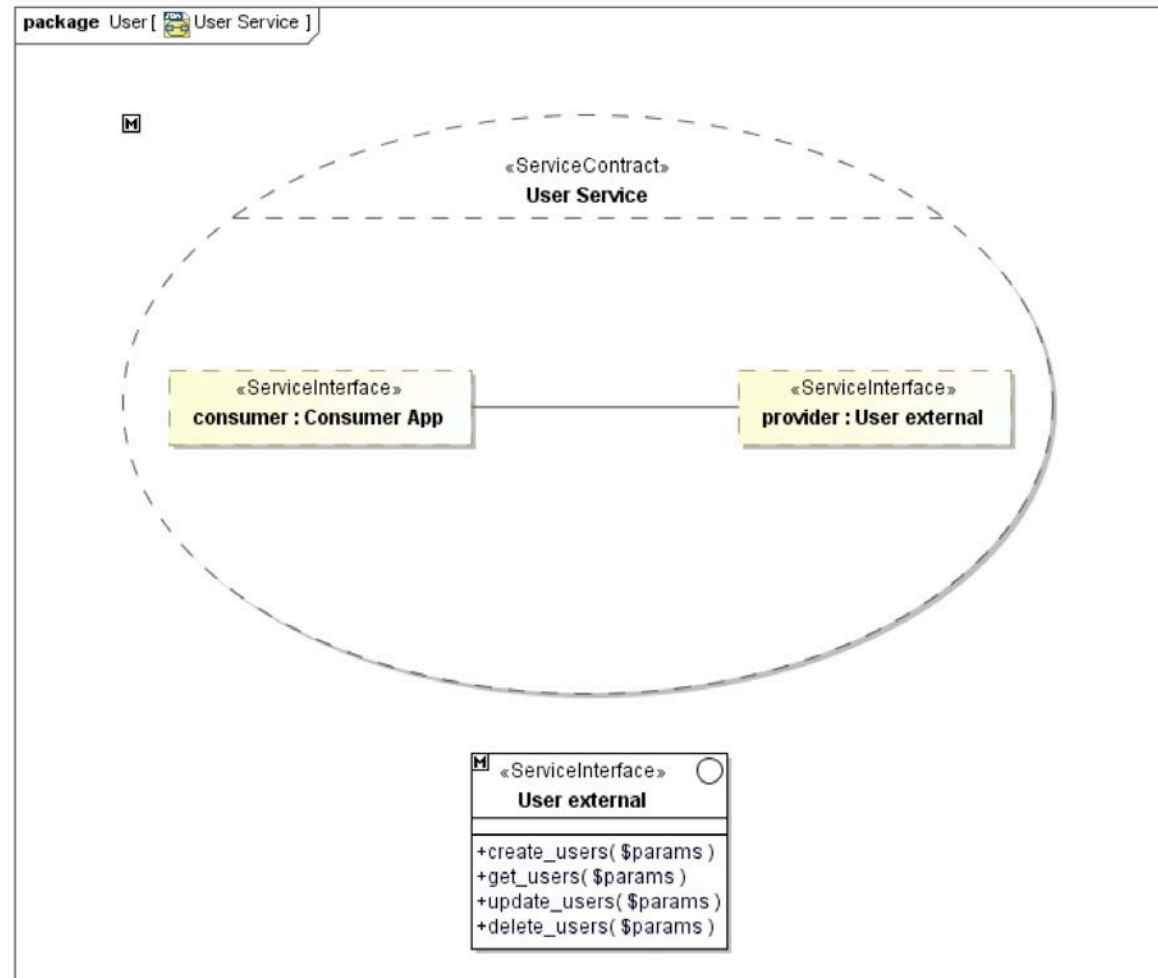 package User [ User Service ]
M
«ServiceContract»
User Service
«ServiceInterface»
consumer : Consumer App
«ServiceInterface»
provider : User external
M
«ServiceInterface»
User external
+create_users( $params )
+get_users( $params )
+update_users( $params )
+delete_users( $params )